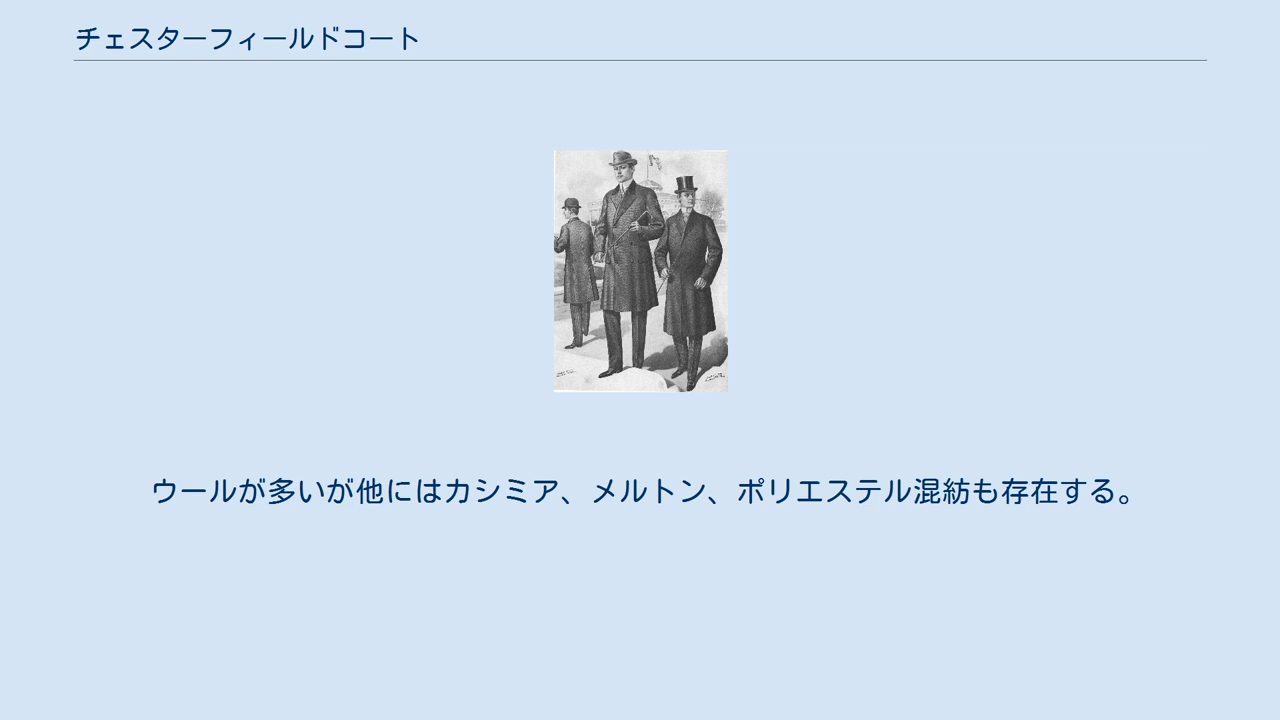 チェスターフィールドコート
ウールが多いが他にはカシミア、メルトン、ポリエステル混紡も存在する。